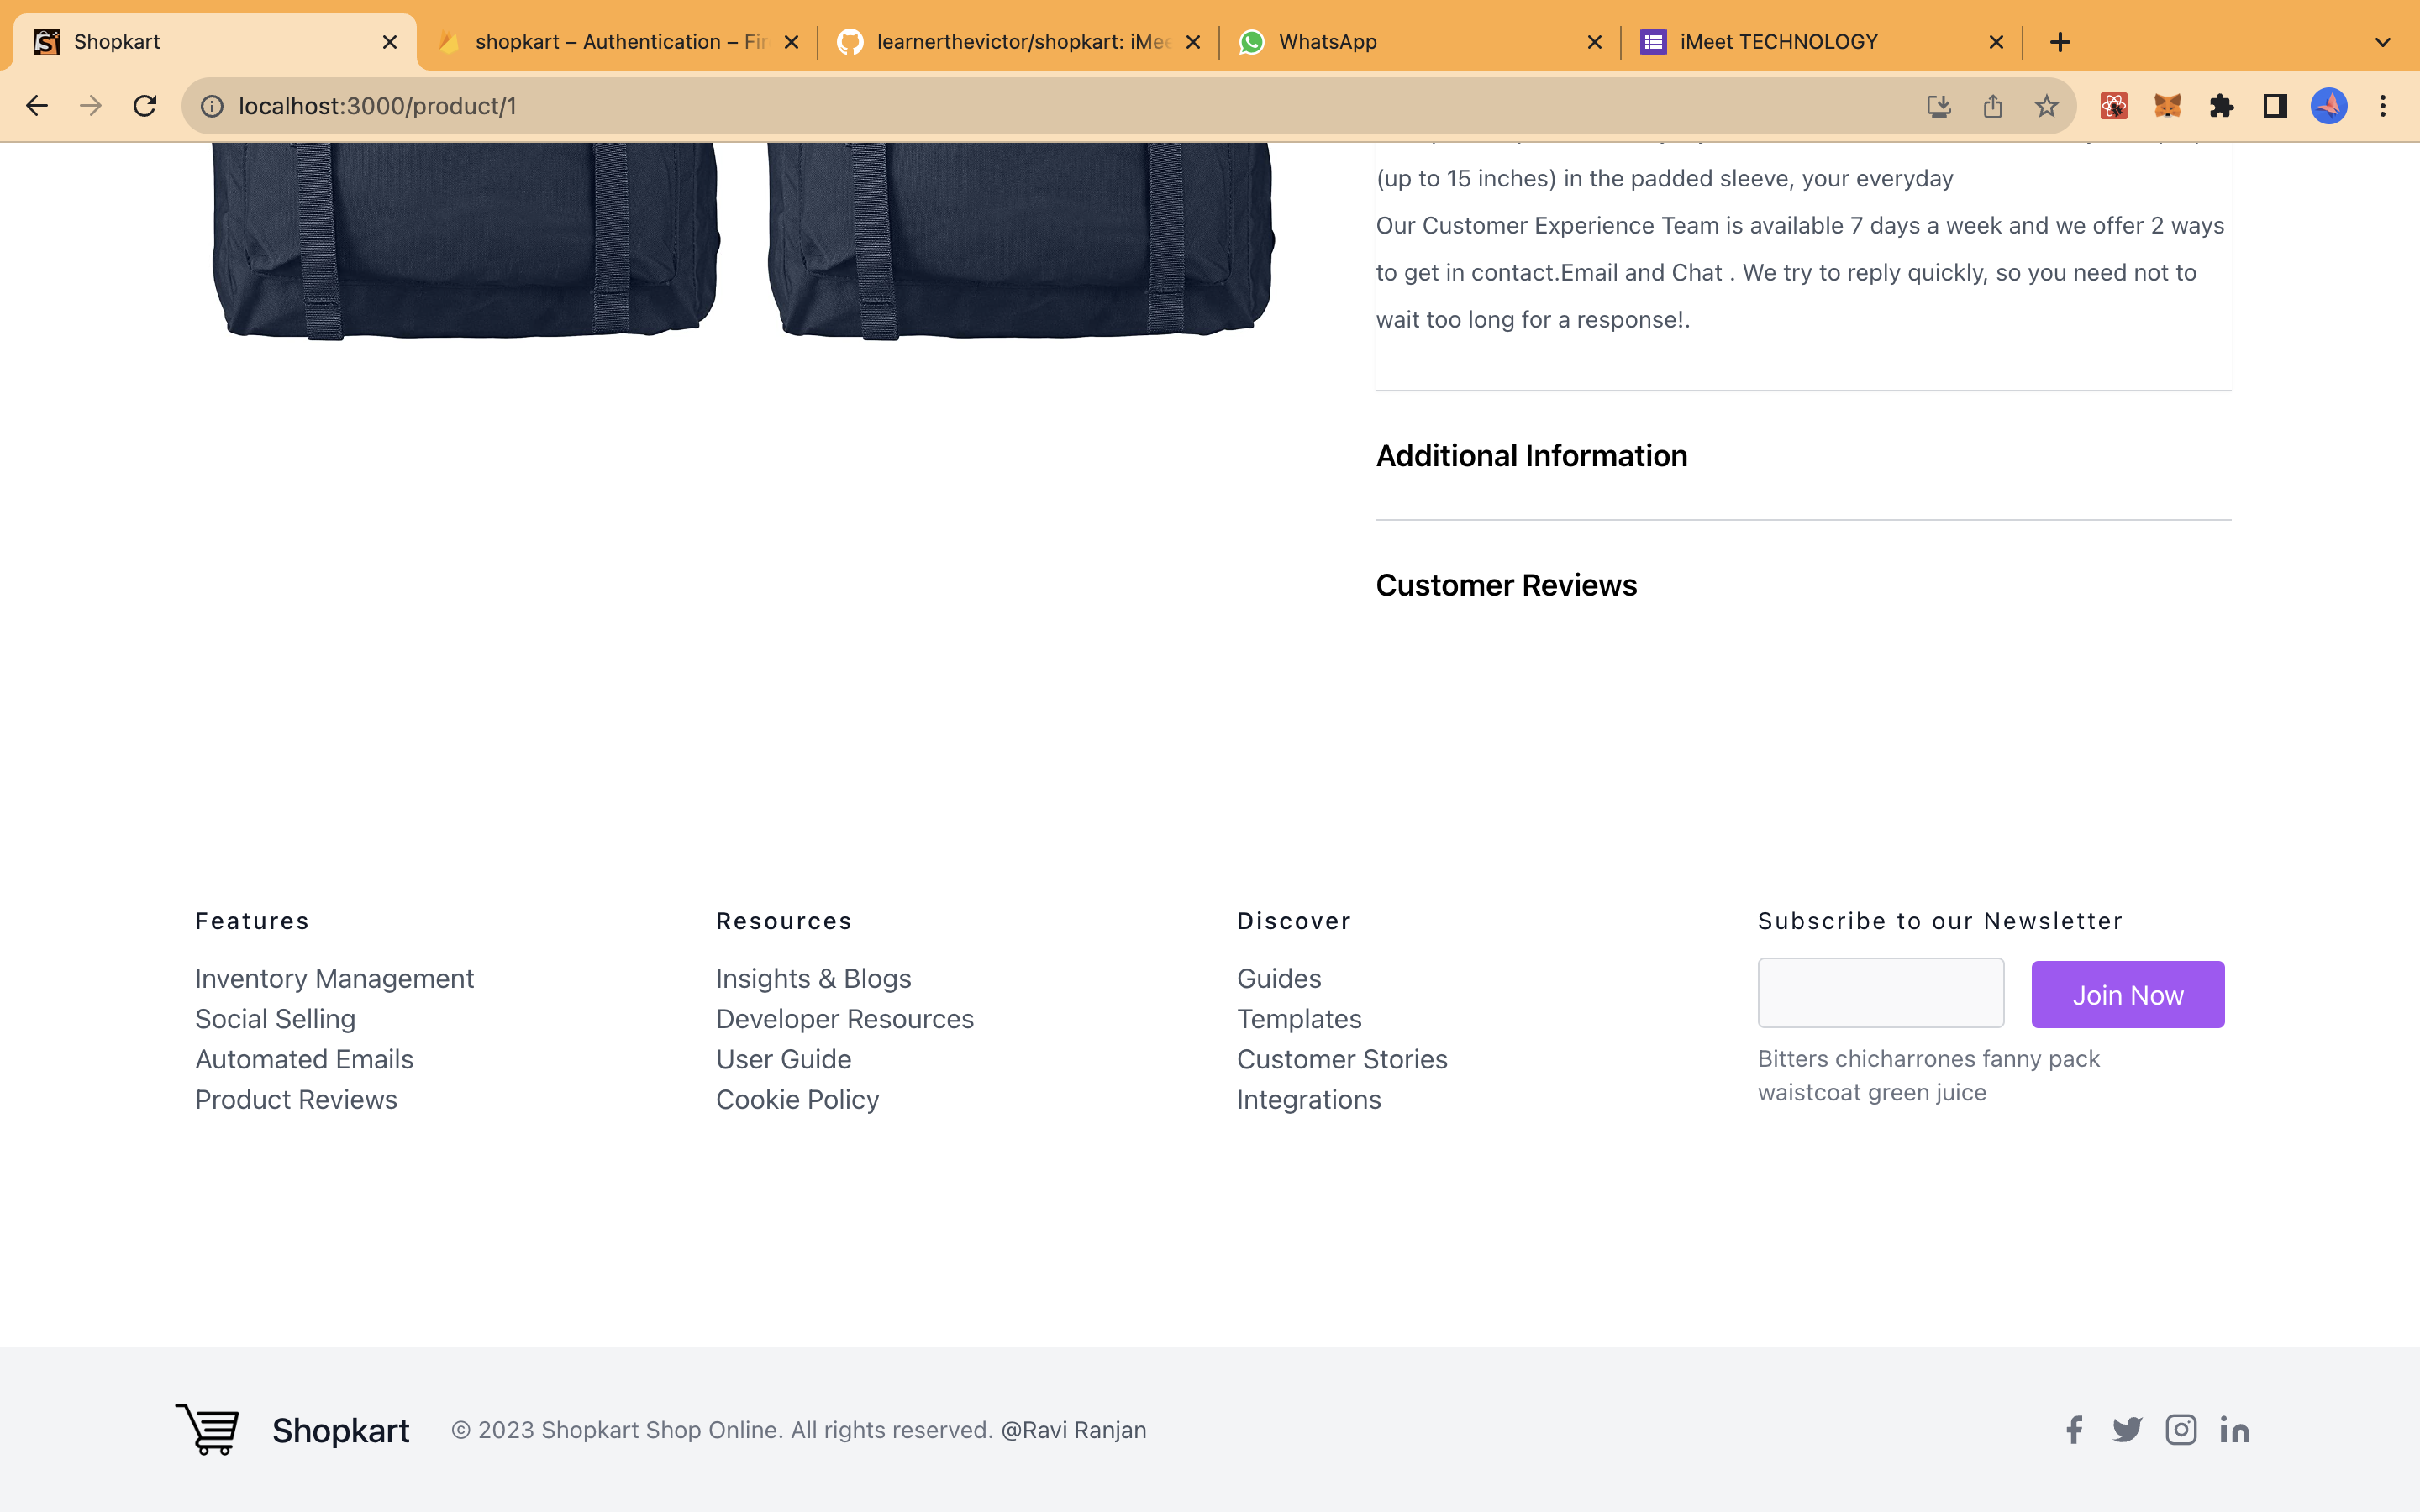 Shopkart
shopkart – Authentication – Fir
learnerthevictor/shopkart: iMee
WhatsApp
iMeet TECHNOLOGY
localhost:3000/product/1
(up to 15 inches) in the padded sleeve, your everyday
Our Customer Experience Team is available 7 days a week and we offer 2 ways
to get in contact.Email and Chat . We try to reply quickly, so you need not to
wait too long for a response!.
Additional Information
Customer Reviews
Features
Inventory Management
Social Selling
Automated Emails
Product Reviews
Resources
Insights & Blogs
Developer Resources
User Guide
Cookie Policy
Discover
Guides
Templates
Customer Stories
Integrations
Subscribe to our Newsletter
Join Now
Bitters chicharrones fanny pack
waistcoat green juice
Shopkart
© 2023 Shopkart Shop Online. All rights reserved. @Ravi Ranjan